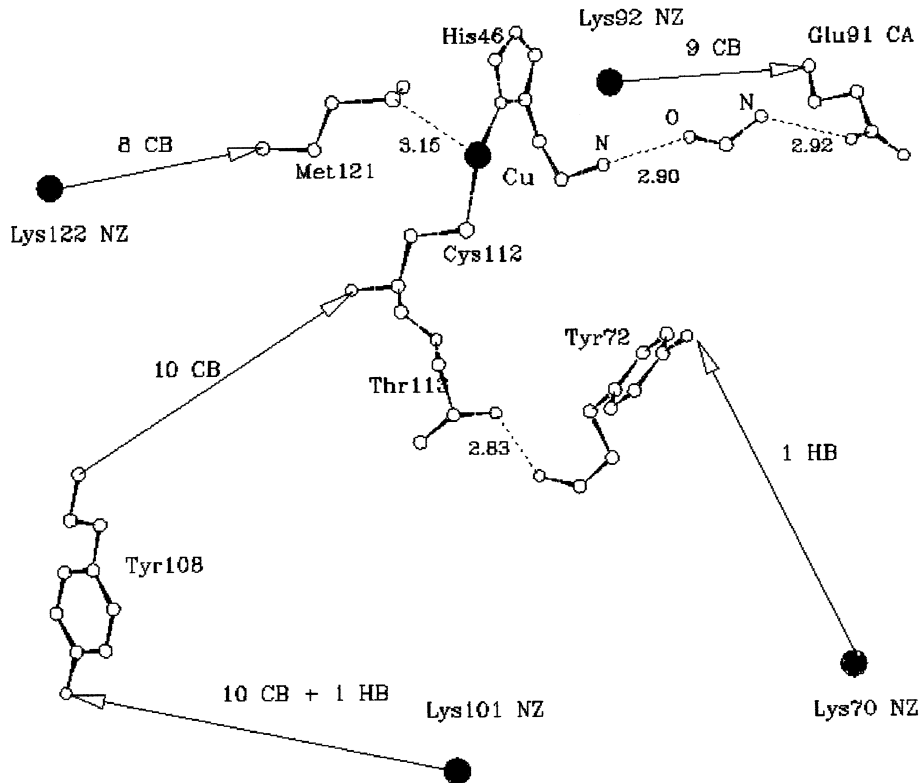 His46
Lys92 NZ
9 CB
Glu91 CA
O
N
8 CB
3.15
N
2.92
Met121
Cu
2.90
Lys122 NZ
Cys112
Tyr72
10 CB
Thr113
2.83
1 HB
Tyr108
10 CB + 1 HB
Lys101 NZ
Lys70 NZ